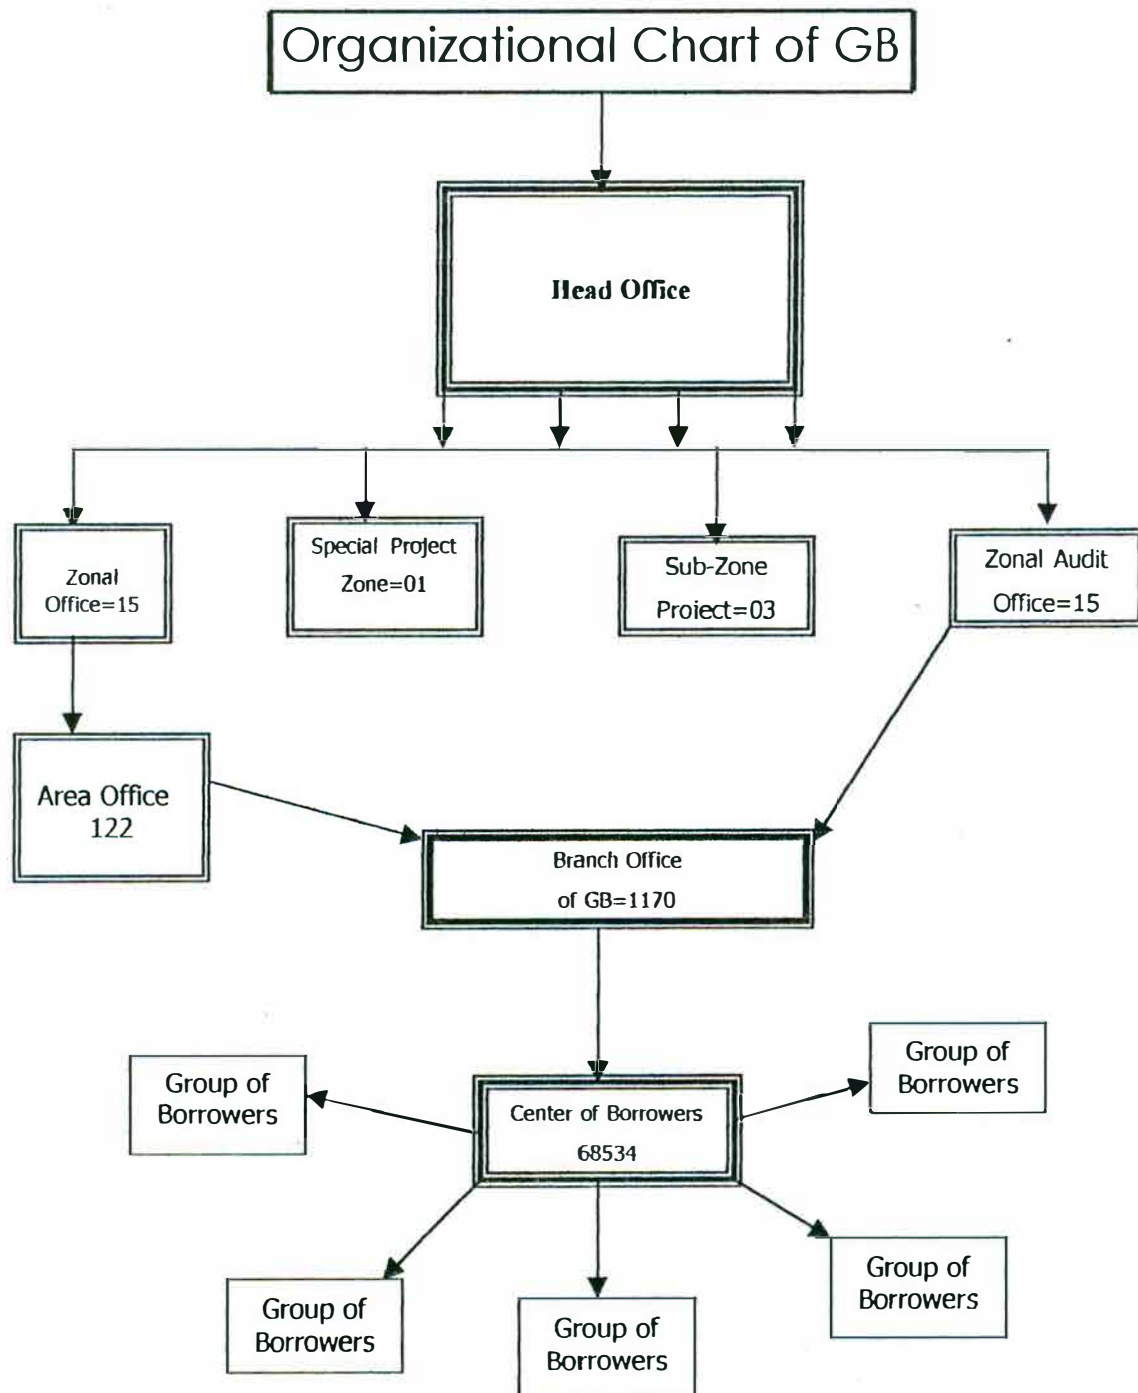 Organizational Chart of GB
Head Office
Zonal
Office=15
Special Project
Zone=01
Sub-Zone
Proiect=03
Zonal Audit
Office=15
Area Office
122
Branch Office
of GB=1170
Group of
Borrowers
Center of Borrowers
68534
Group of
Borrowers
Group of
Borrowers
Group of
Borrowers
Group of
Borrowers